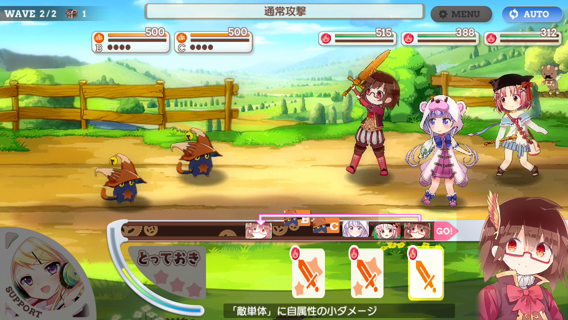 WAVE 2/2 1
通常攻撃
MENU
AUTO
500
B
500
C
515
388
312
B
C
GO!
とっておき
SUPPORT
「敵単体」に自属性の小ダメージ